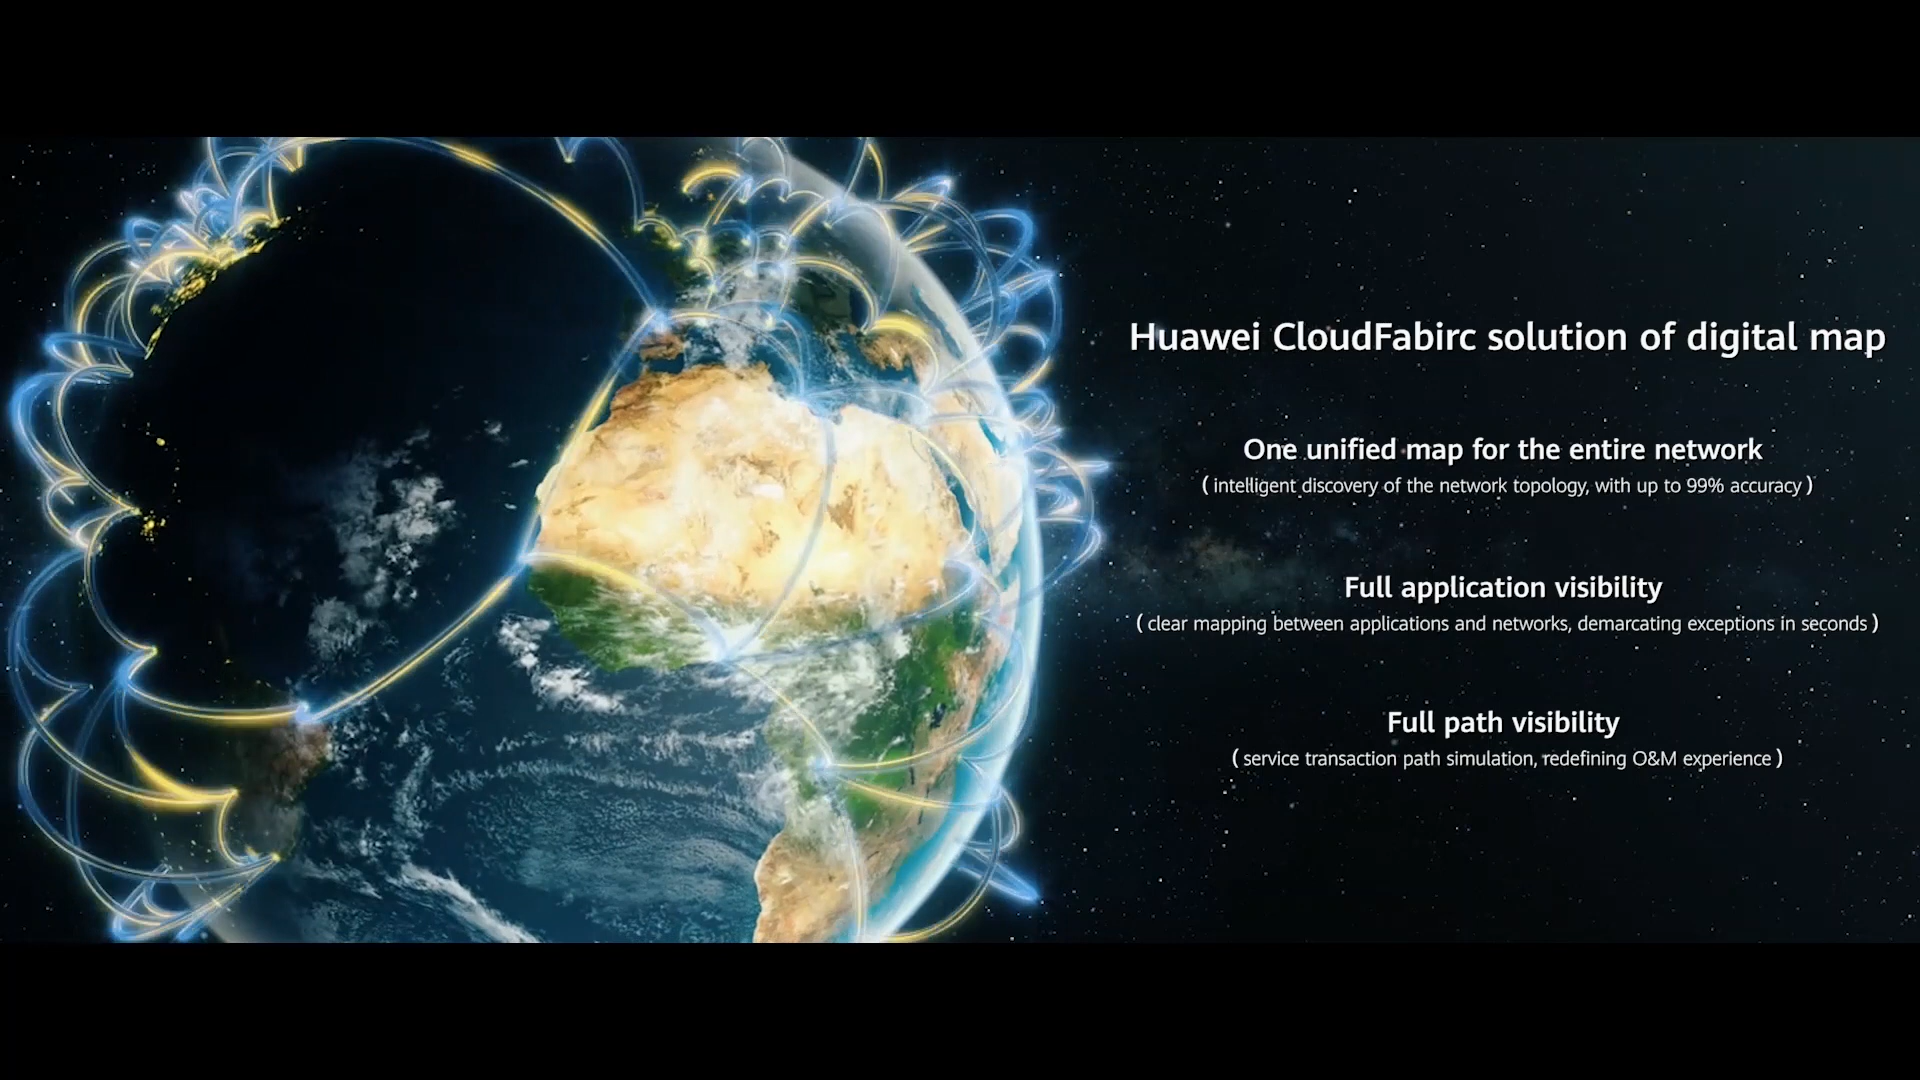 Huawei CloudFabirc solution of digital map
One unified map for the entire network
( intelligent discovery of the network topology, with up to 99% accuracy )
Full application visibility
( clear mapping between applications and networks, demarcating exceptions in seconds )
Full path visibility
( service transaction path simulation, redefining O&M experience )